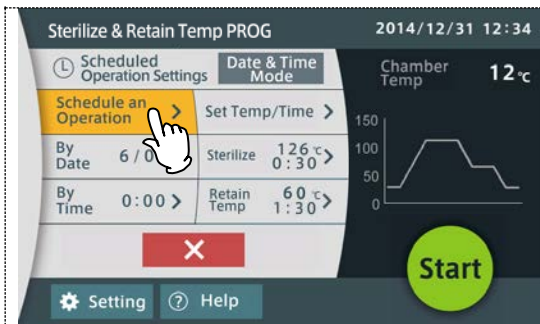 Sterilize & Retain Temp PROG
2014/12/31 12:34
Scheduled
Operation Settings
Date & Time
Mode
Chamber
Temp
12℃
Schedule an
Operation >
Set Temp/Time >
By
Date
6/0
Sterilize
126℃
0:30 >
By
Time
0:00 >
Retain
Temp
60℃
1:30 >
×
150
100
50
0
Start
Setting
? Help